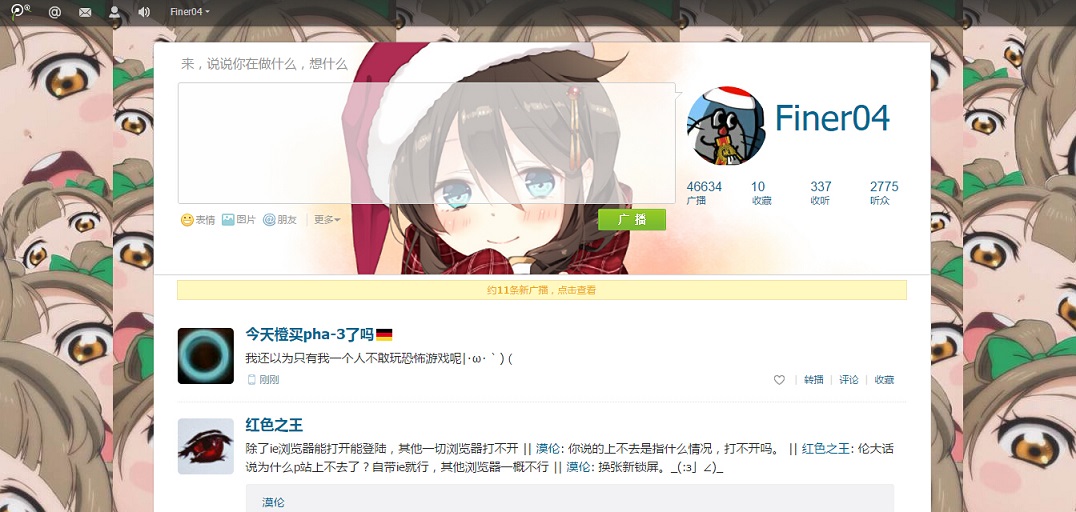 Finer04
来，说说你在做什么，想什么
Finer04
46634 10 337 2775
广播 收藏 收听 听众
表情 图片 朋友 更多
广 播
约11条新广播，点击查看
今天橙买pha-3了吗
我还以为只有我一个人不敢玩恐怖游戏呢|･ω･｀) (
刚刚
转播 评论 收藏
红色之王
除了ie浏览器能打开能登陆，其他一切浏览器打不开 || 漠伦: 你说的上不去是指什么情况，打不开吗。 || 红色之王: 伦大话
说为什么p站上不去了？自带ie就行，其他浏览器一概不行 || 漠伦: 换张新锁屏。_(:з」∠)_
漠伦